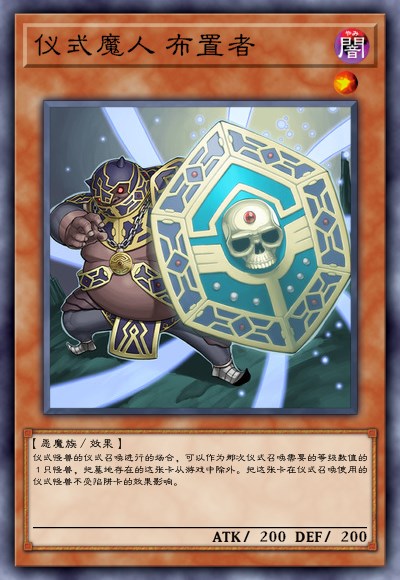 仪式魔人 布置者
やみ
闇
【恶魔族／效果】
仪式怪兽的仪式召唤进行的场合，可以作为那次仪式召唤需要的等级数值的
１只怪兽，把墓地存在的这张卡从游戏中除外。把这张卡在仪式召唤使用的
仪式怪兽不受陷阱卡的效果影响。
ATK/ 200 DEF/ 200